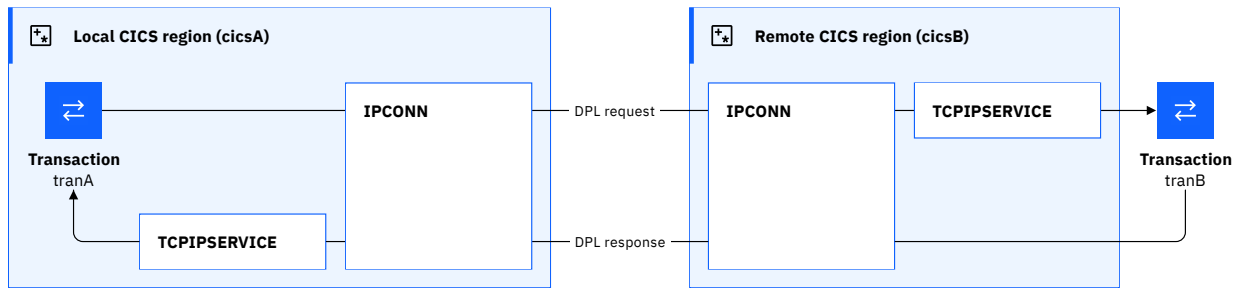 Local CICS region (cicsA)
Remote CICS region (cicsB)
IPCONN
DPL request
IPCONN
TCPIPSERVICE
Transaction
tranA
Transaction
tranB
TCPIPSERVICE
DPL response